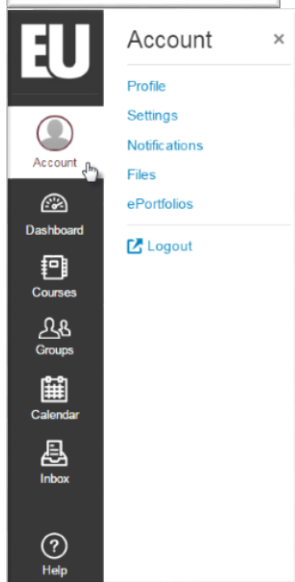 EU
Account
×
Profile
Settings
Notifications
Files
ePortfolios
Logout
Account
Dashboard
Courses
Groups
Calendar
Inbox
?
Help